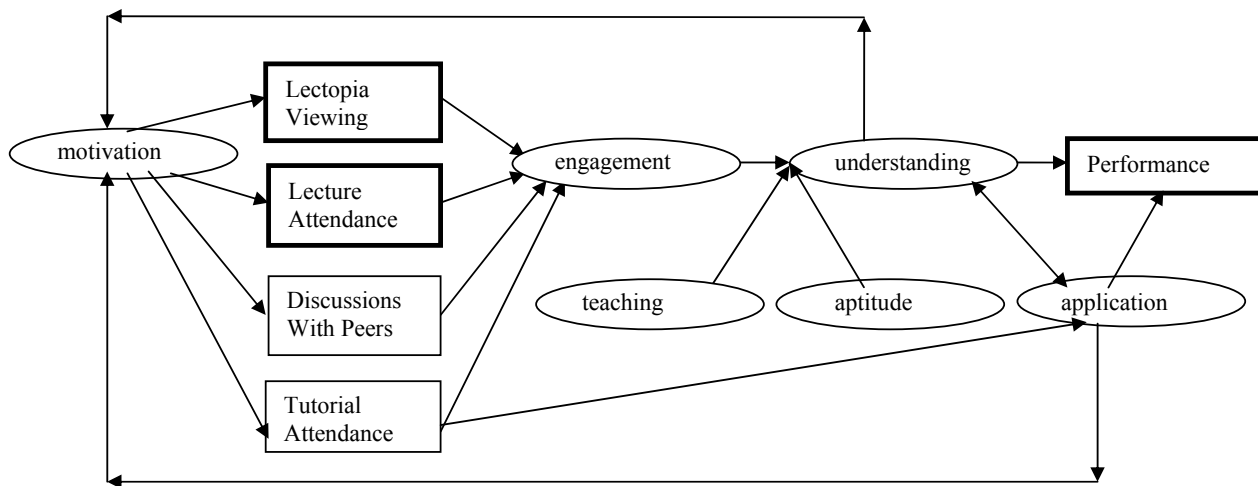 Lectopia
Viewing
motivation
engagement
understanding
Performance
Lecture
Attendance
Discussions
With Peers
teaching
aptitude
application
Tutorial
Attendance